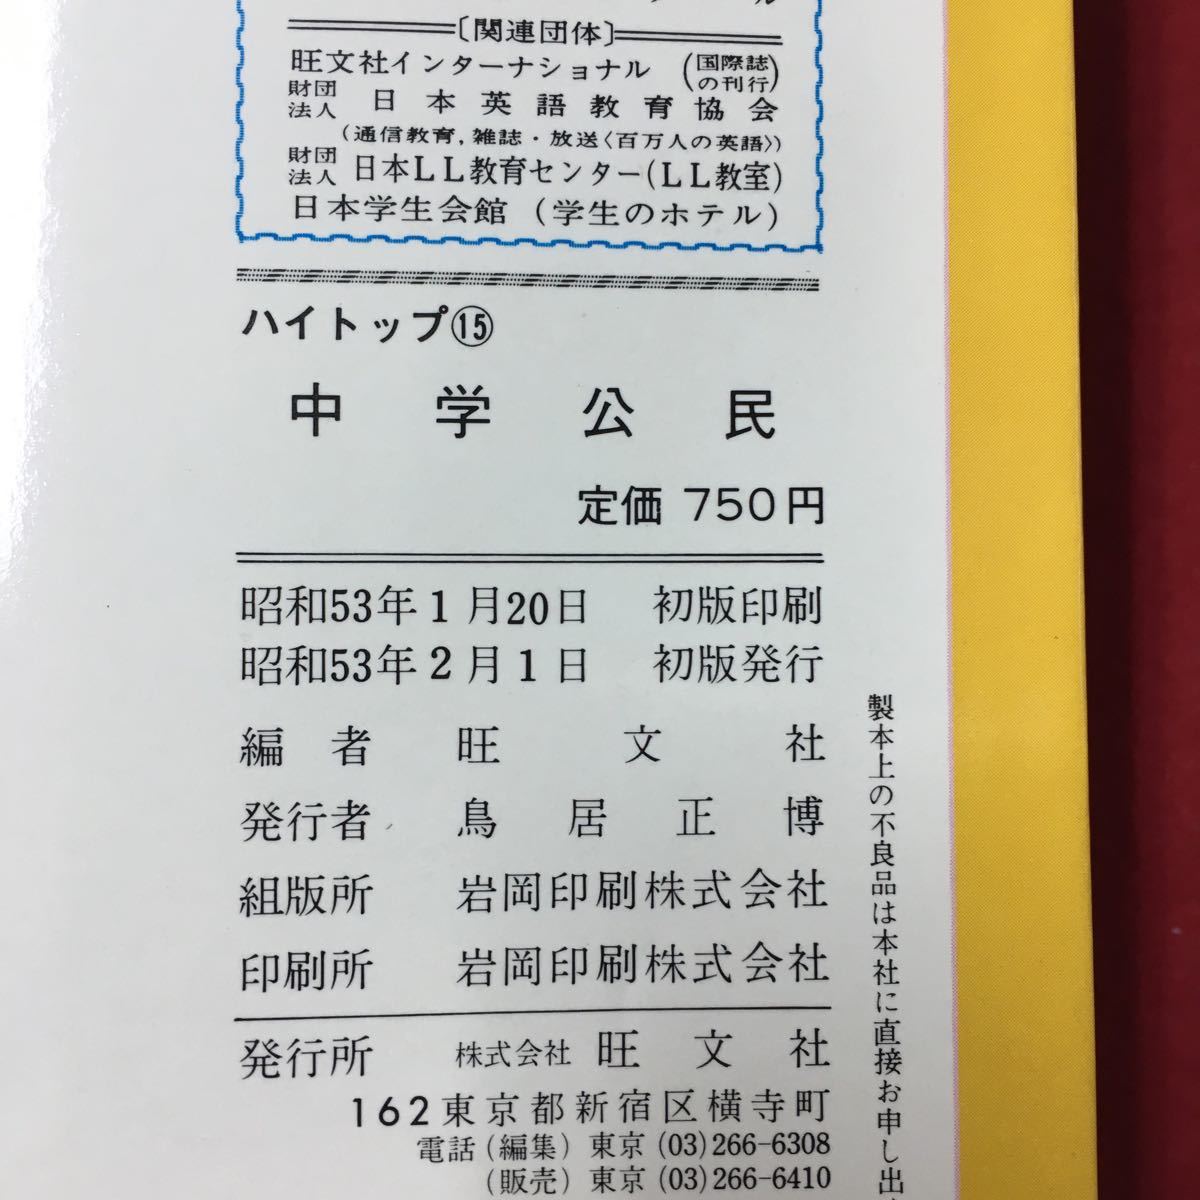 〔関連団体〕
旺文社インターナショナル (国際誌の刊行)
財団法人 日本英語教育協会
(通信教育, 雑誌・放送〈百万人の英語〉)
財団法人 日本LL教育センター(LL教室)
日本学生会館 (学生のホテル)
ハイトップ⑮
中学公民
定価 750円
昭和53年1月20日 初版印刷
昭和53年2月1日 初版発行
編者 旺文社
発行者 鳥居正博
組版所 岩岡印刷株式会社
印刷所 岩岡印刷株式会社
発行所 株式会社 旺文社
162東京都新宿区横寺町
電話(編集) 東京 (03)266-6308
(販売) 東京 (03)266-6410
製本上の不良品は本社に直接お申し出